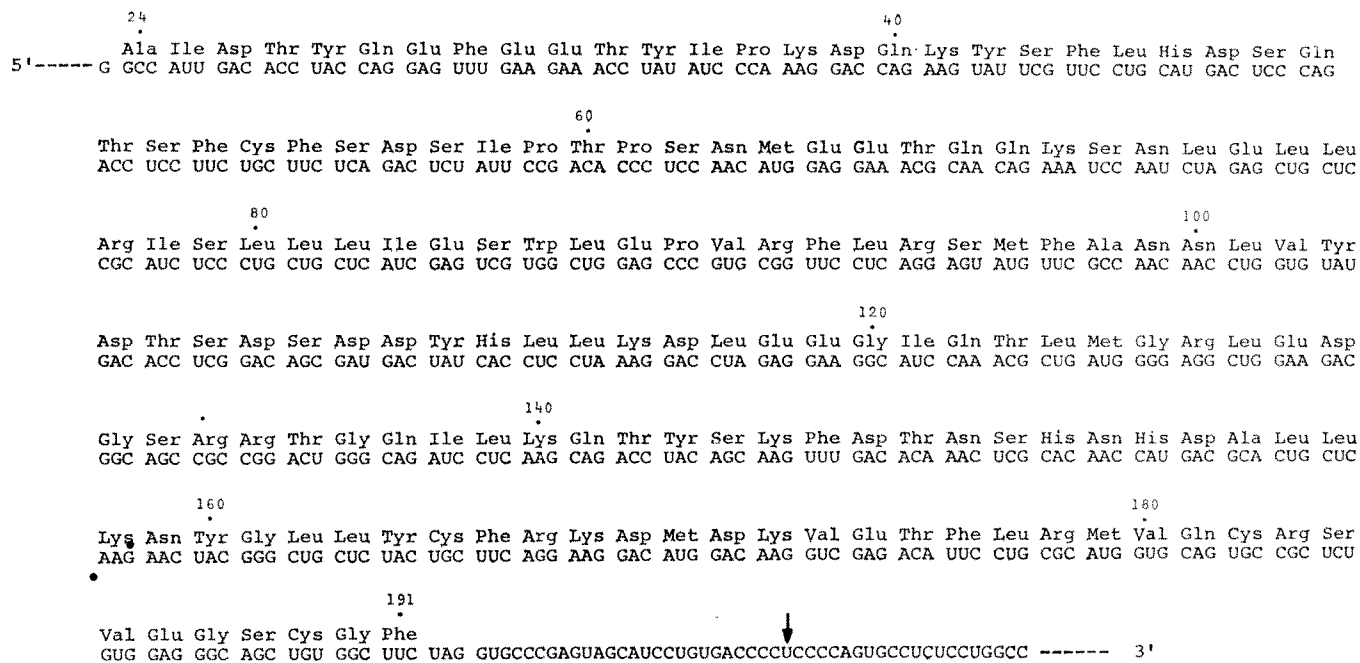 24 40
Ala Ile Asp Thr Tyr Gln Glu Phe Glu Glu Thr Tyr Ile Pro Lys Asp Gln Lys Tyr Ser Phe Leu His Asp Ser Gln
5'----- G GCC AUU GAC ACC UAC CAG GAG UUU GAA GAA ACC UAU AUC CCA AAG GAC CAG AAG UAU UCG UUC CUG CAU GAC UCC CAG
60
Thr Ser Phe Cys Phe Ser Asp Ser Ile Pro Thr Pro Ser Asn Met Glu Glu Thr Gln Gln Lys Ser Asn Leu Glu Leu Leu
ACC UCC UUC UGC UUC UCA GAC UCU AUU CCG ACA CCC UCC AAC AUG GAG GAA ACG CAA CAG AAA UCC AAU CUA GAG CUG CUC
80 100
Arg Ile Ser Leu Leu Leu Ile Glu Ser Trp Leu Glu Pro Val Arg Phe Leu Arg Ser Met Phe Ala Asn Asn Leu Val Tyr
CGC AUC UCC CUG CUG CUC AUC GAG UCG UGG CUG GAG CCC GUG CGG UUC CUC AGG AGU AUG UUC GCC AAC AAC CUG GUG UAU
120
Asp Thr Ser Asp Ser Asp Asp Tyr His Leu Leu Lys Asp Leu Glu Glu Gly Ile Gln Thr Leu Met Gly Arg Leu Glu Asp
GAC ACC UCG GAC AGC GAU GAC UAU CAC CUC CUA AAG GAC CUA GAG GAA GGC AUC CAA ACG CUG AUG GGG AGG CUG GAA GAC
140
Gly Ser Arg Arg Thr Gly Gln Ile Leu Lys Gln Thr Tyr Ser Lys Phe Asp Thr Asn Ser His Asn His Asp Ala Leu Leu
GGC AGC CGC CGG ACU GGG CAG AUC CUC AAG CAG ACC UAC AGC AAG UUU GAC ACA AAC UCG CAC AAC CAU GAC GCA CUG CUC
160 180
Lys Asn Tyr Gly Leu Leu Tyr Cys Phe Arg Lys Asp Met Asp Lys Val Glu Thr Phe Leu Arg Met Val Gln Cys Arg Ser
AAG AAC UAC GGG CUG CUC UAC UGC UUC AGG AAG GAC AUG GAC AAG GUC GAG ACA UUC CUG CGC AUG GUG CAG UGC CGC UCU
191
Val Glu Gly Ser Cys Gly Phe
GUG GAG GGC AGC UGU GGC UUC UAG GUGCCCGAGUAGCAUCCUGUGACCCCUCCCCAGUGCCUCUCCUGGCC ------ 3'